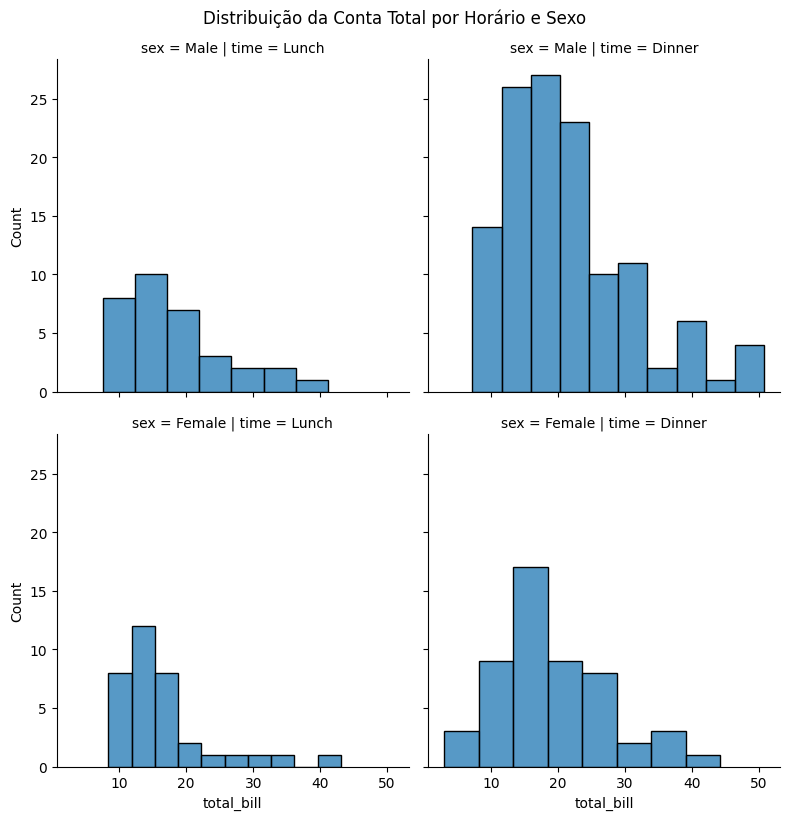 Distribuição da Conta Total por Horário e Sexo
sex = Male | time = Lunch
sex = Male | time = Dinner
25
20
15
10
5
0
Count
sex = Female | time = Lunch
sex = Female | time = Dinner
25
20
15
10
5
0
Count
10 20 30 40 50
10 20 30 40 50
total_bill
total_bill